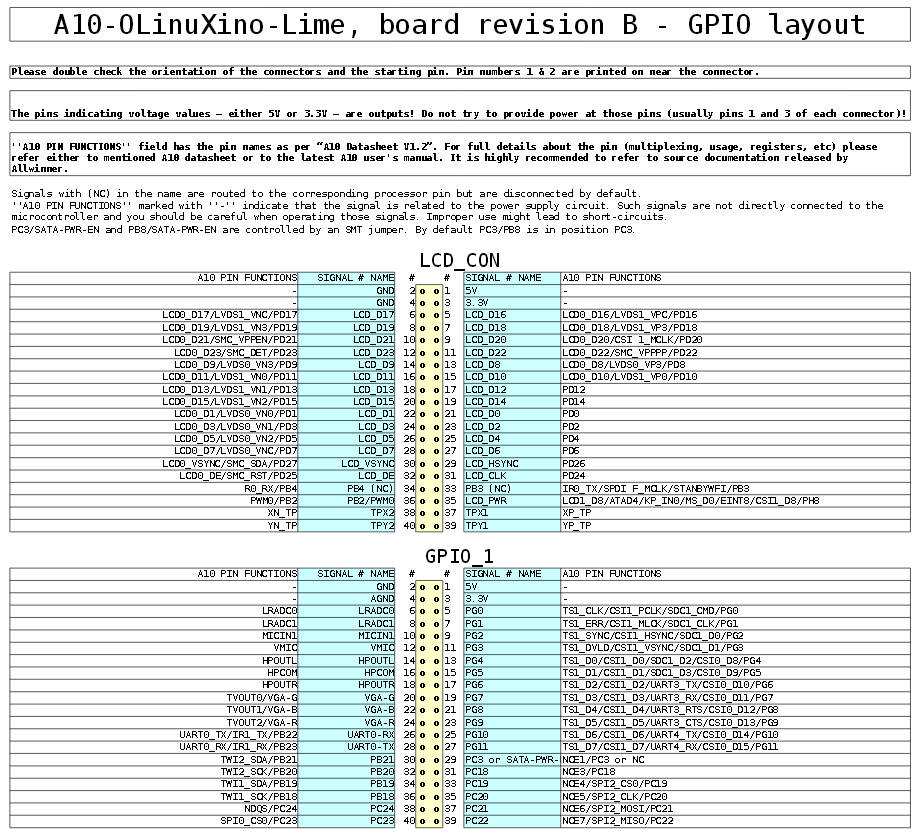 A10-OLinuXino-Lime, board revision B - GPIO layout
Please double check the orientation of the connectors and the starting pin. Pin numbers 1 & 2 are printed on near the connector.
The pins indicating voltage values – either 5V or 3.3V – are outputs! Do not try to provide power at those pins (usually pins 1 and 3 of each connector)!
''A10 PIN FUNCTIONS'' field has the pin names as per “A10 Datasheet V1.2”. For full details about the pin (multiplexing, usage, registers, etc) please
refer either to mentioned A10 datasheet or to the latest A10 user's manual. It is highly recommended to refer to source documentation released by
Allwinner.
Signals with (NC) in the name are routed to the corresponding processor pin but are disconnected by default.
''A10 PIN FUNCTIONS'' marked with ''-'' indicate that the signal is related to the power supply circuit. Such signals are not directly connected to the
microcontroller and you should be careful when operating those signals. Improper use might lead to short-circuits.
PC3/SATA-PWR-EN and PB8/SATA-PWR-EN are controlled by an SMT jumper. By default PC3/PB8 is in position PC3.
LCD_CON
A10 PIN FUNCTIONS SIGNAL # NAME # # SIGNAL # NAME A10 PIN FUNCTIONS
- GND 2 o o 1 5V -
- GND 4 o o 3 3.3V -
LCD0_D17/LVDS1_VNC/PD17 LCD_D17 6 o o 5 LCD_D16 LCD0_D16/LVDS1_VPC/PD16
LCD0_D19/LVDS1_VN3/PD19 LCD_D19 8 o o 7 LCD_D18 LCD0_D18/LVDS1_VP3/PD18
LCD0_D21/SMC_VPPEN/PD21 LCD_D21 10 o o 9 LCD_D20 LCD0_D20/CSI 1_MCLK/PD20
LCD0_D23/SMC_DET/PD23 LCD_D23 12 o o 11 LCD_D22 LCD0_D22/SMC_VPPPP/PD22
LCD0_D9/LVDS0_VN3/PD9 LCD_D9 14 o o 13 LCD_D8 LCD0_D8/LVDS0_VP3/PD8
LCD0_D11/LVDS1_VN0/PD11 LCD_D11 16 o o 15 LCD_D10 LCD0_D10/LVDS1_VP0/PD10
LCD0_D13/LVDS1_VN1/PD13 LCD_D13 18 o o 17 LCD_D12 PD12
LCD0_D15/LVDS1_VN2/PD15 LCD_D15 20 o o 19 LCD_D14 PD14
LCD0_D1/LVDS0_VN0/PD1 LCD_D1 22 o o 21 LCD_D0 PD0
LCD0_D3/LVDS0_VN1/PD3 LCD_D3 24 o o 23 LCD_D2 PD2
LCD0_D5/LVDS0_VN2/PD5 LCD_D5 26 o o 25 LCD_D4 PD4
LCD0_D7/LVDS0_VNC/PD7 LCD_D7 28 o o 27 LCD_D6 PD6
LCD0_VSYNC/SMC_SDA/PD27 LCD_VSYNC 30 o o 29 LCD_HSYNC PD26
LCD0_DE/SMC_RST/PD25 LCD_DE 32 o o 31 LCD_CLK PD24
R0_RX/PB4 PB4 (NC) 34 o o 33 PB3 (NC) IR0_TX/SPDI F_MCLK/STANBYWFI/PB3
PWM0/PB2 PB2/PWM0 36 o o 35 LCD_PWR LCD1_D8/ATAD4/KP_IN0/MS_D0/EINT8/CSI1_D8/PH8
XN_TP TPX2 38 o o 37 TPX1 XP_TP
YN_TP TPY2 40 o o 39 TPY1 YP_TP
GPIO_1
A10 PIN FUNCTIONS SIGNAL # NAME # # SIGNAL # NAME A10 PIN FUNCTIONS
- GND 2 o o 1 5V -
- AGND 4 o o 3 3.3V -
LRADC0 LRADC0 6 o o 5 PG0 TS1_CLK/CSI1_PCLK/SDC1_CMD/PG0
LRADC1 LRADC1 8 o o 7 PG1 TS1_ERR/CSI1_MLCK/SDC1_CLK/PG1
MICIN1 MICIN1 10 o o 9 PG2 TS1_SYNC/CSI1_HSYNC/SDC1_D0/PG2
VMIC VMIC 12 o o 11 PG3 TS1_DVLD/CSI1_VSYNC/SDC1_D1/PG3
HPOUTL HPOUTL 14 o o 13 PG4 TS1_D0/CSI1_D0/SDC1_D2/CSI0_D8/PG4
HPCOM HPCOM 16 o o 15 PG5 TS1_D1/CSI1_D1/SDC1_D3/CSI0_D9/PG5
HPOUTR HPOUTR 18 o o 17 PG6 TS1_D2/CSI1_D2/UART3_TX/CSI0_D10/PG6
TVOUT0/VGA-G VGA-G 20 o o 19 PG7 TS1_D3/CSI1_D3/UART3_RX/CSI0_D11/PG7
TVOUT1/VGA-B VGA-B 22 o o 21 PG8 TS1_D4/CSI1_D4/UART3_RTS/CSI0_D12/PG8
TVOUT2/VGA-R VGA-R 24 o o 23 PG9 TS1_D5/CSI1_D5/UART3_CTS/CSI0_D13/PG9
UART0_TX/IR1_TX/PB22 UART0-RX 26 o o 25 PG10 TS1_D6/CSI1_D6/UART4_TX/CSI0_D14/PG10
UART0_RX/IR1_RX/PB23 UART0-TX 28 o o 27 PG11 TS1_D7/CSI1_D7/UART4_RX/CSI0_D15/PG11
TWI2_SDA/PB21 PB21 30 o o 29 PC3 or SATA-PWR- NCE1/PC3 or NC
TWI2_SCK/PB20 PB20 32 o o 31 PC18 NCE3/PC18
TWI1_SDA/PB19 PB19 34 o o 33 PC19 NCE4/SPI2_CS0/PC19
TWI1_SCK/PB18 PB18 36 o o 35 PC20 NCE5/SPI2_CLK/PC20
NDQS/PC24 PC24 38 o o 37 PC21 NCE6/SPI2_MOSI/PC21
SPI0_CS0/PC23 PC23 40 o o 39 PC22 NCE7/SPI2_MISO/PC22